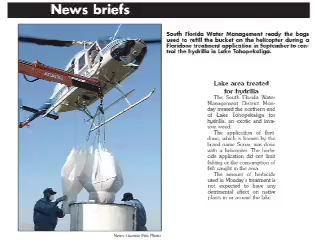 News briefs
South Florida Water Management ready the bags
used to refill the bucket on the helicopter during a
Floridone treatment application in September to con-
trol the hydrilla in Lake Tohopekaliga.
Lake area treated
for hydrilla
The South Florida Water
Management District Mon-
day treated the northern end
of Lake Tohopekaliga for
hydrilla, an exotic and inva-
sive weed.
The application of fluri-
done, which is known by the
brand name Sonar, was done
with a helicopter. The herbi-
cide application did not limit
fishing or the consumption of
fish caught in the area.
The amount of herbicide
used in Monday's treatment is
not expected to have any
detrimental effect on native
plants in or around the lake.
News-Gazette File Photo